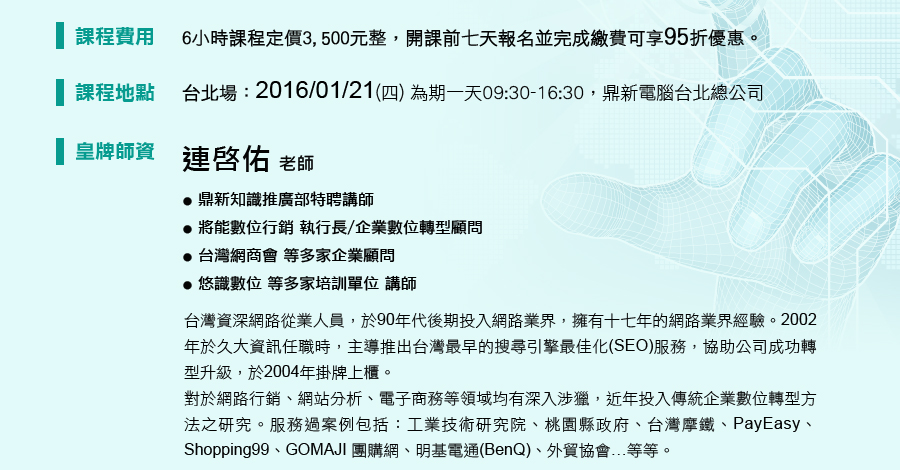 課程費用 6小時課程定價3,500元整，開課前七天報名並完成繳費可享95折優惠。
課程地點 台北場：2016/01/21(四) 為期一天09:30-16:30，鼎新電腦台北總公司
皇牌師資 連啓佑 老師
● 鼎新知識推廣部特聘講師
● 將能數位行銷 執行長/企業數位轉型顧問
● 台灣網商會 等多家企業顧問
● 悠識數位 等多家培訓單位 講師
台灣資深網路從業人員，於90年代後期投入網路業界，擁有十七年的網路業界經驗。2002
年於久大資訊任職時，主導推出台灣最早的搜尋引擎最佳化(SEO)服務，協助公司成功轉
型升級，於2004年掛牌上櫃。
對於網路行銷、網站分析、電子商務等領域均有深入涉獵，近年投入傳統企業數位轉型方
法之研究。服務過案例包括：工業技術研究院、桃園縣政府、台灣摩鐵、PayEasy、
Shopping99、GOMAJI 團購網、明基電通(BenQ)、外貿協會…等等。